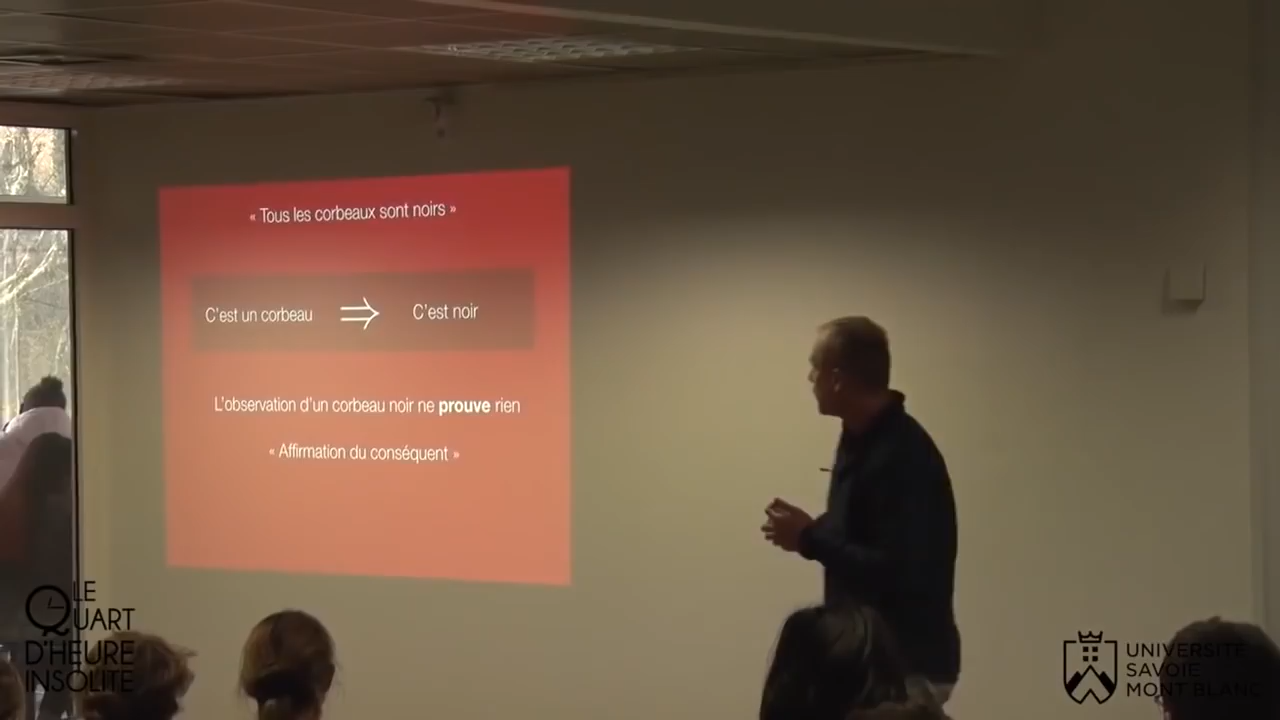 « Tous les corbeaux sont noirs »
C'est un corbeau ⇒ C'est noir
L'observation d'un corbeau noir ne prouve rien
« Affirmation du conséquent »
LE
QUART
D'HEURE
INSOLITE
UNIVERSITÉ
SAVOIE
MONT BLANC